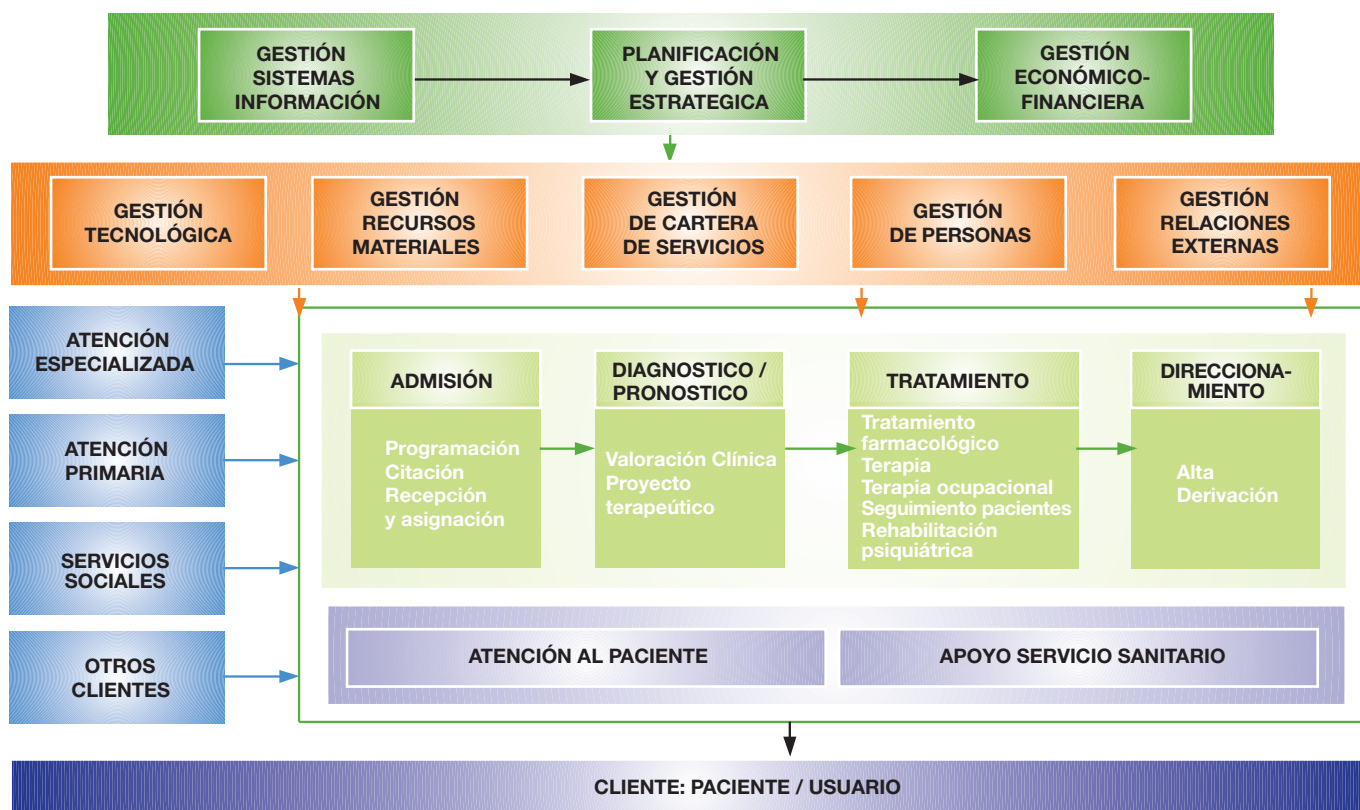 GESTIÓN
SISTEMAS
INFORMACIÓN
PLANIFICACIÓN
Y GESTIÓN
ESTRATEGICA
GESTIÓN
ECONÓMICO-
FINANCIERA
GESTIÓN
TECNOLÓGICA
GESTIÓN
RECURSOS
MATERIALES
GESTIÓN
DE CARTERA
DE SERVICIOS
GESTIÓN
DE PERSONAS
GESTIÓN
RELACIONES
EXTERNAS
ATENCIÓN
ESPECIALIZADA
ATENCIÓN
PRIMARIA
SERVICIOS
SOCIALES
OTROS
CLIENTES
ADMISIÓN
Programación
Citación
Recepción
y asignación
DIAGNOSTICO /
PRONOSTICO
Valoración Clínica
Proyecto
terapeútico
TRATAMIENTO
Tratamiento
farmacológico
Terapia
Terapia ocupacional
Seguimiento pacientes
Rehabilitación
psiquiátrica
DIRECCIONA-
MIENTO
Alta
Derivación
ATENCIÓN AL PACIENTE
APOYO SERVICIO SANITARIO
CLIENTE: PACIENTE / USUARIO